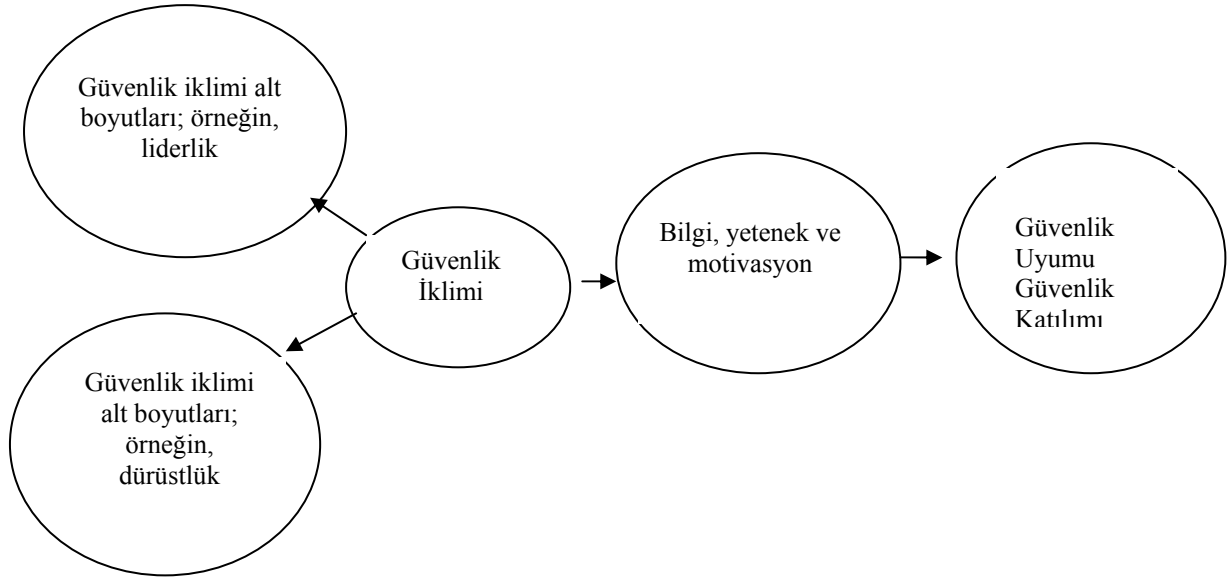 Güvenlik iklimi alt
boyutları; örneğin,
liderlik
Güvenlik
İklimi
Güvenlik iklimi
alt boyutları;
örneğin,
dürüstlük
Bilgi, yetenek ve
motivasyon
Güvenlik
Uyumu
Güvenlik
Katılımı